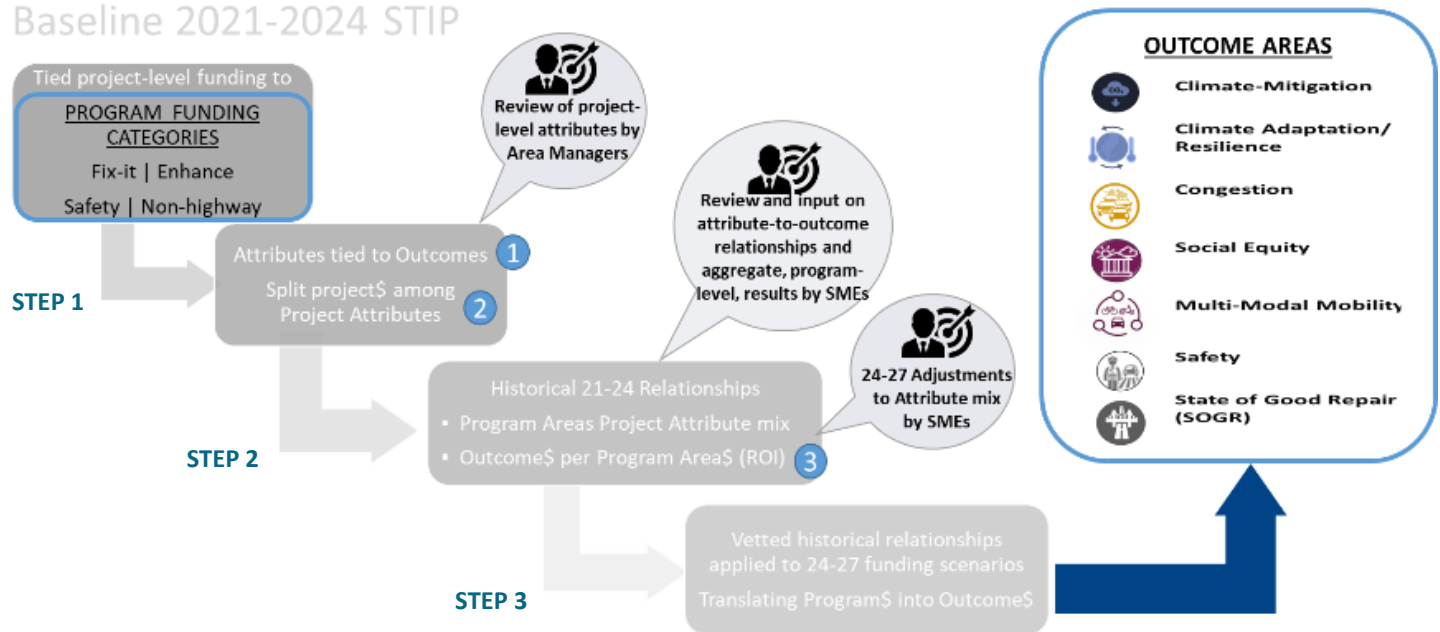 Baseline 2021-2024 STIP
Tied project-level funding to
PROGRAM FUNDING
CATEGORIES
Fix-it | Enhance
Safety | Non-highway
STEP 1
Attributes tied to Outcomes
1
Split project$ among
Project Attributes
2
Review of project-
level attributes by
Area Managers
STEP 2
Historical 21-24 Relationships
• Program Areas Project Attribute mix
• Outcome$ per Program Area$ (ROI)
3
Review and input on
attribute-to-outcome
relationships and
aggregate, program-
level, results by SMEs
24-27 Adjustments
to Attribute mix
by SMEs
STEP 3
Vetted historical relationships
applied to 24-27 funding scenarios
Translating Program$ into Outcome$
OUTCOME AREAS
CO₂
Climate-Mitigation
Climate Adaptation/
Resilience
Congestion
Social Equity
Multi-Modal Mobility
Safety
State of Good Repair
(SOGR)